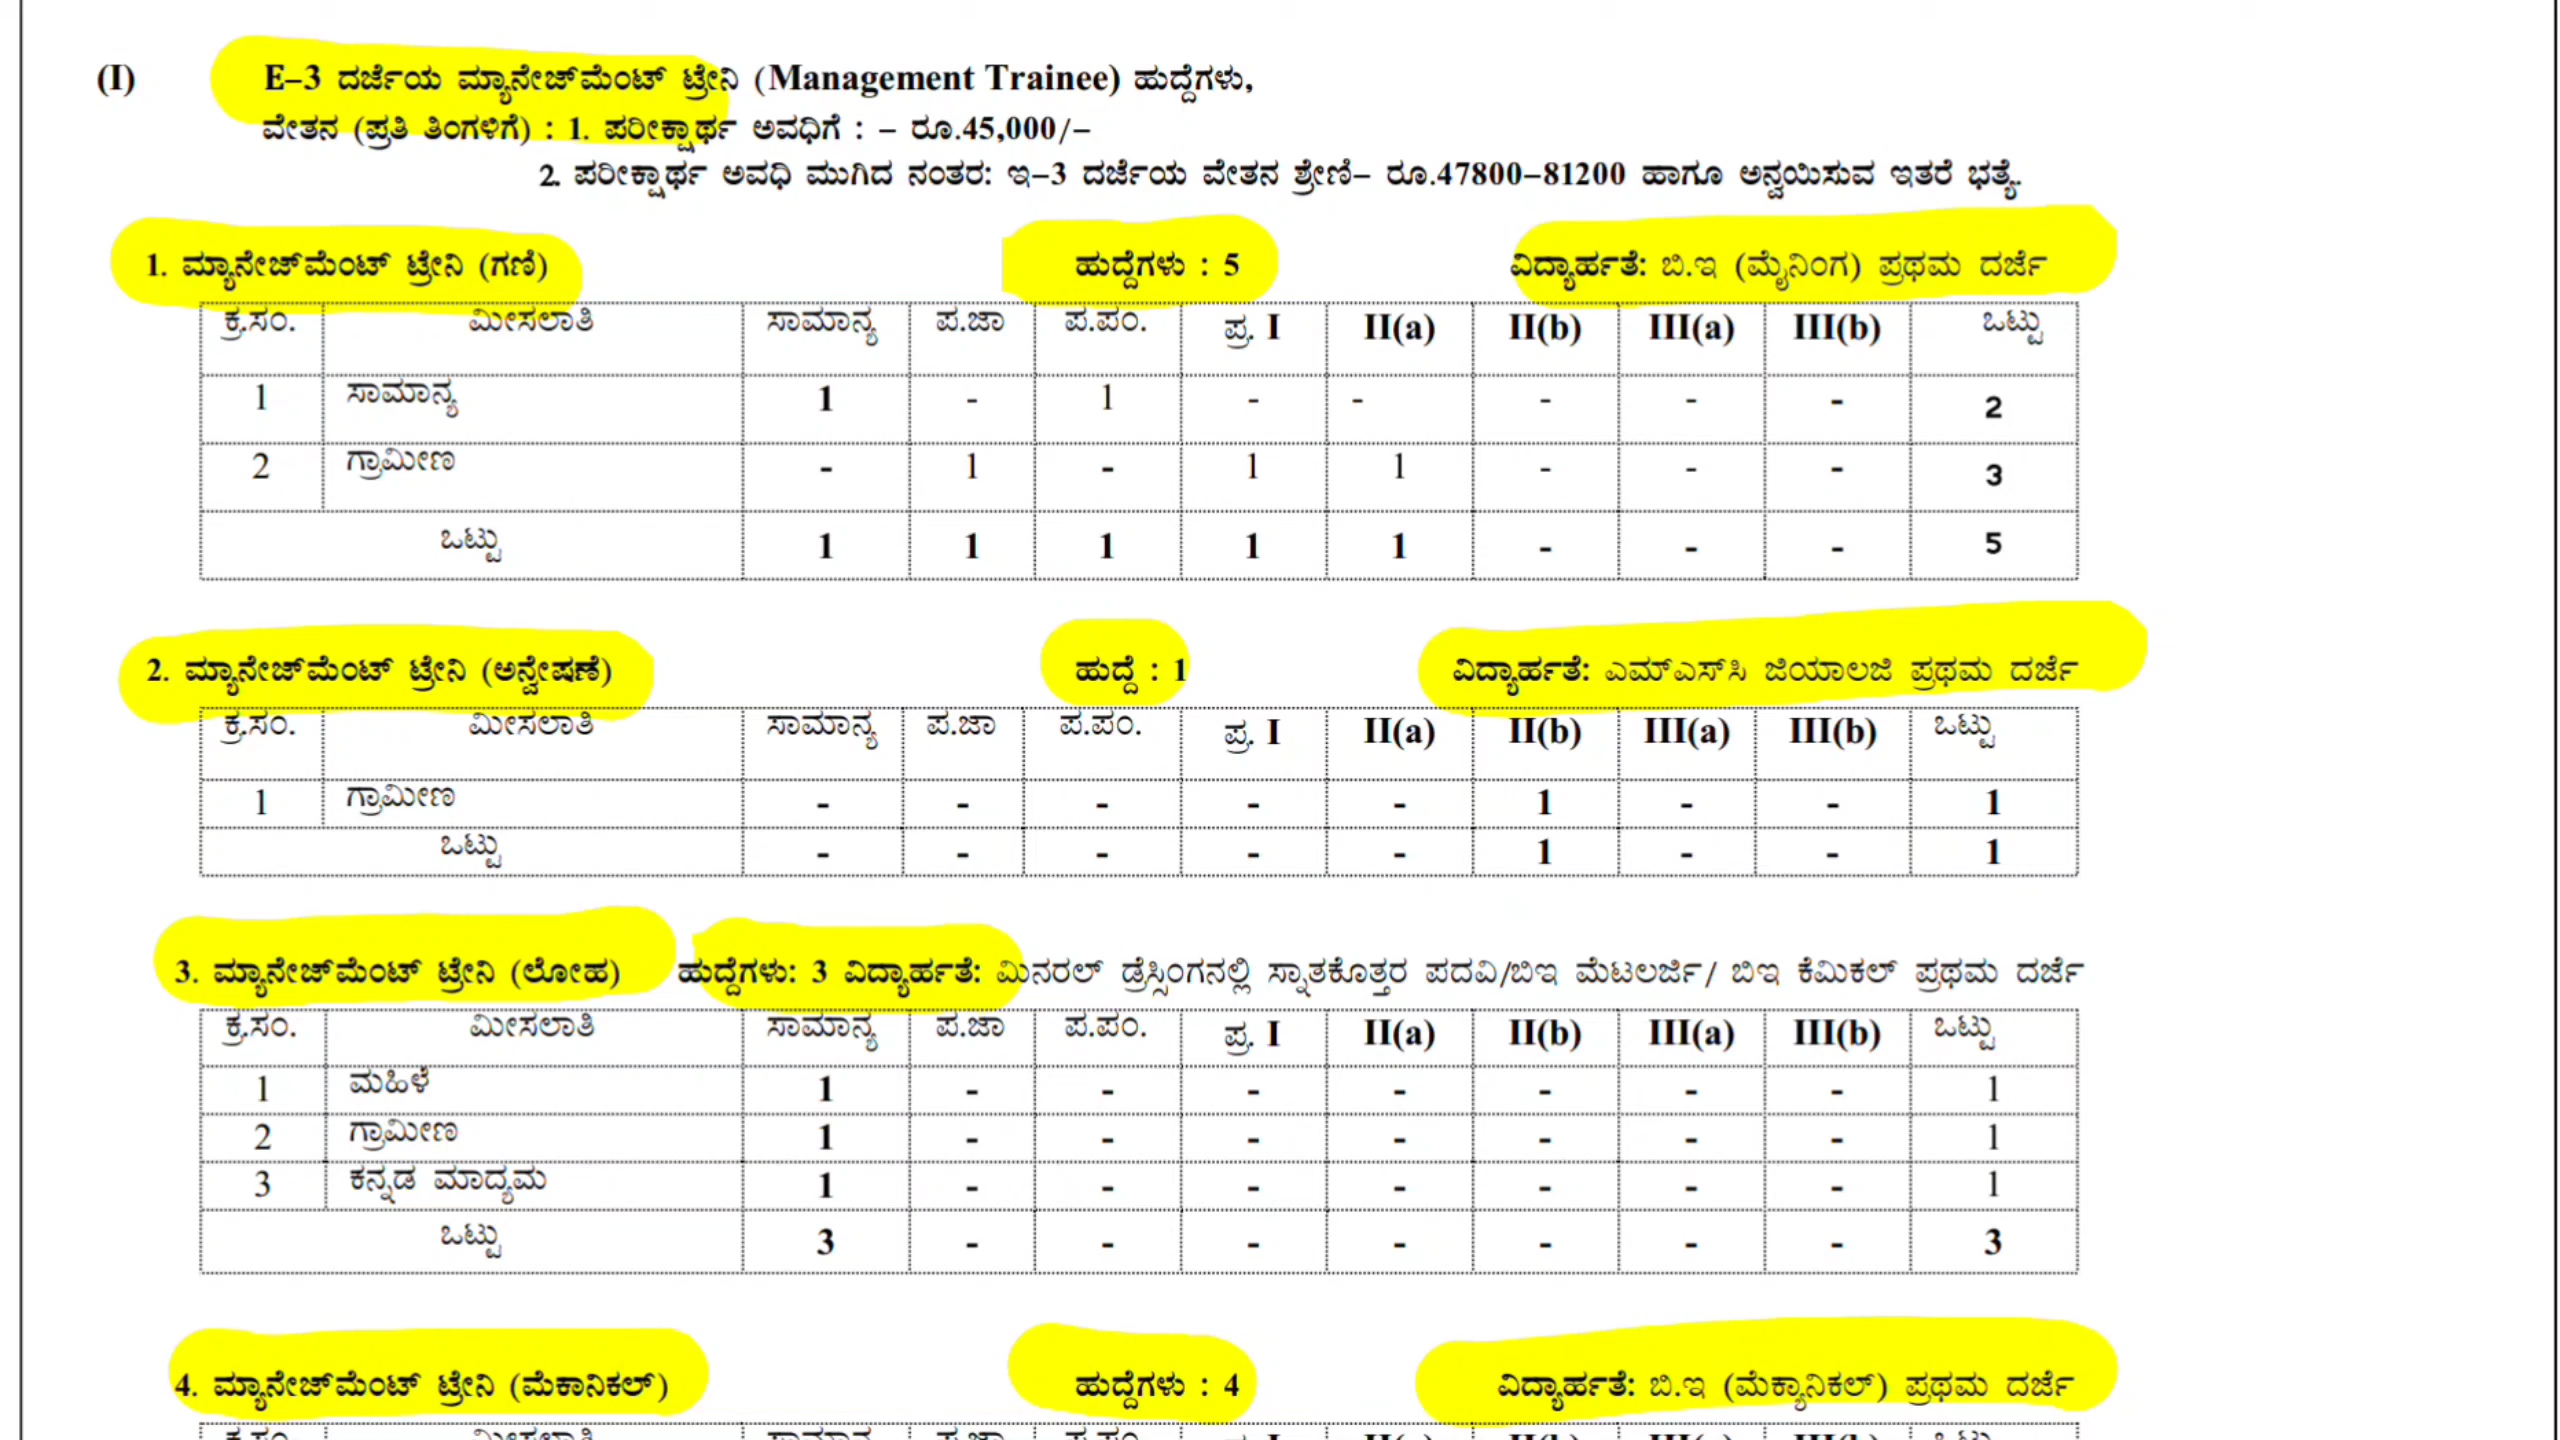 (I) E–3 ದರ್ಜೆಯ ಮ್ಯಾನೇಜ್‌ಮೆಂಟ್ ಟ್ರೇನಿ (Management Trainee) ಹುದ್ದೆಗಳು,
ವೇತನ (ಪ್ರತಿ ತಿಂಗಳಿಗೆ) : 1. ಪರೀಕ್ಷಾರ್ಥ ಅವಧಿಗೆ : – ರೂ.45,000/–
2. ಪರೀಕ್ಷಾರ್ಥ ಅವಧಿ ಮುಗಿದ ನಂತರ: ಇ–3 ದರ್ಜೆಯ ವೇತನ ಶ್ರೇಣಿ– ರೂ.47800–81200 ಹಾಗೂ ಅನ್ವಯಿಸುವ ಇತರೆ ಭತ್ಯೆ.
1. ಮ್ಯಾನೇಜ್‌ಮೆಂಟ್ ಟ್ರೇನಿ (ಗಣಿ) ಹುದ್ದೆಗಳು : 5 ವಿದ್ಯಾರ್ಹತೆ: ಬಿ.ಇ (ಮೈನಿಂಗ) ಪ್ರಥಮ ದರ್ಜೆ
ಕ್ರ.ಸಂ. ಮೀಸಲಾತಿ ಸಾಮಾನ್ಯ ಪ.ಜಾ ಪ.ಪಂ. ಪ್ರ. I II(a) II(b) III(a) III(b) ಒಟ್ಟು
1 ಸಾಮಾನ್ಯ 1 - 1 - - - - - 2
2 ಗ್ರಾಮೀಣ - 1 - 1 1 - - - 3
ಒಟ್ಟು 1 1 1 1 1 - - - 5
2. ಮ್ಯಾನೇಜ್‌ಮೆಂಟ್ ಟ್ರೇನಿ (ಅನ್ವೇಷಣೆ) ಹುದ್ದೆ : 1 ವಿದ್ಯಾರ್ಹತೆ: ಎಮ್‌ಎಸ್‌ಸಿ ಜಿಯಾಲಜಿ ಪ್ರಥಮ ದರ್ಜೆ
ಕ್ರ.ಸಂ. ಮೀಸಲಾತಿ ಸಾಮಾನ್ಯ ಪ.ಜಾ ಪ.ಪಂ. ಪ್ರ. I II(a) II(b) III(a) III(b) ಒಟ್ಟು
1 ಗ್ರಾಮೀಣ - - - - - 1 - - 1
ಒಟ್ಟು - - - - - 1 - - 1
3. ಮ್ಯಾನೇಜ್‌ಮೆಂಟ್ ಟ್ರೇನಿ (ಲೋಹ) ಹುದ್ದೆಗಳು: 3 ವಿದ್ಯಾರ್ಹತೆ: ಮಿನರಲ್ ಡ್ರೆಸ್ಸಿಂಗನಲ್ಲಿ ಸ್ನಾತಕೊತ್ತರ ಪದವಿ/ಬಿಇ ಮೆಟಲರ್ಜಿ/ ಬಿಇ ಕೆಮಿಕಲ್ ಪ್ರಥಮ ದರ್ಜೆ
ಕ್ರ.ಸಂ. ಮೀಸಲಾತಿ ಸಾಮಾನ್ಯ ಪ.ಜಾ ಪ.ಪಂ. ಪ್ರ. I II(a) II(b) III(a) III(b) ಒಟ್ಟು
1 ಮಹಿಳೆ 1 - - - - - - - 1
2 ಗ್ರಾಮೀಣ 1 - - - - - - - 1
3 ಕನ್ನಡ ಮಾದ್ಯಮ 1 - - - - - - - 1
ಒಟ್ಟು 3 - - - - - - - 3
4. ಮ್ಯಾನೇಜ್‌ಮೆಂಟ್ ಟ್ರೇನಿ (ಮೆಕಾನಿಕಲ್) ಹುದ್ದೆಗಳು : 4 ವಿದ್ಯಾರ್ಹತೆ: ಬಿ.ಇ (ಮೆಕ್ಯಾನಿಕಲ್) ಪ್ರಥಮ ದರ್ಜೆ